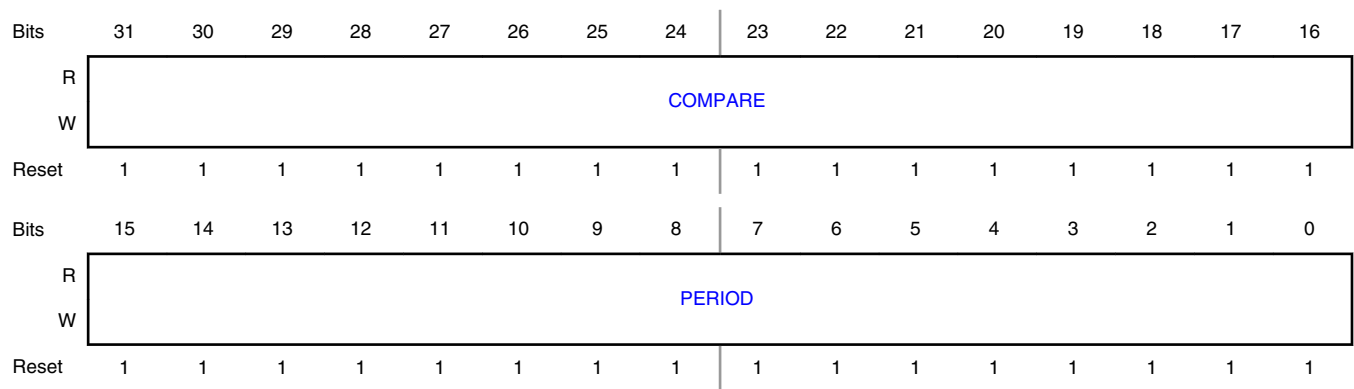 Bits 31 30 29 28 27 26 25 24 23 22 21 20 19 18 17 16
R
COMPARE
W
Reset 1 1 1 1 1 1 1 1 1 1 1 1 1 1 1 1
Bits 15 14 13 12 11 10 9 8 7 6 5 4 3 2 1 0
R
PERIOD
W
Reset 1 1 1 1 1 1 1 1 1 1 1 1 1 1 1 1